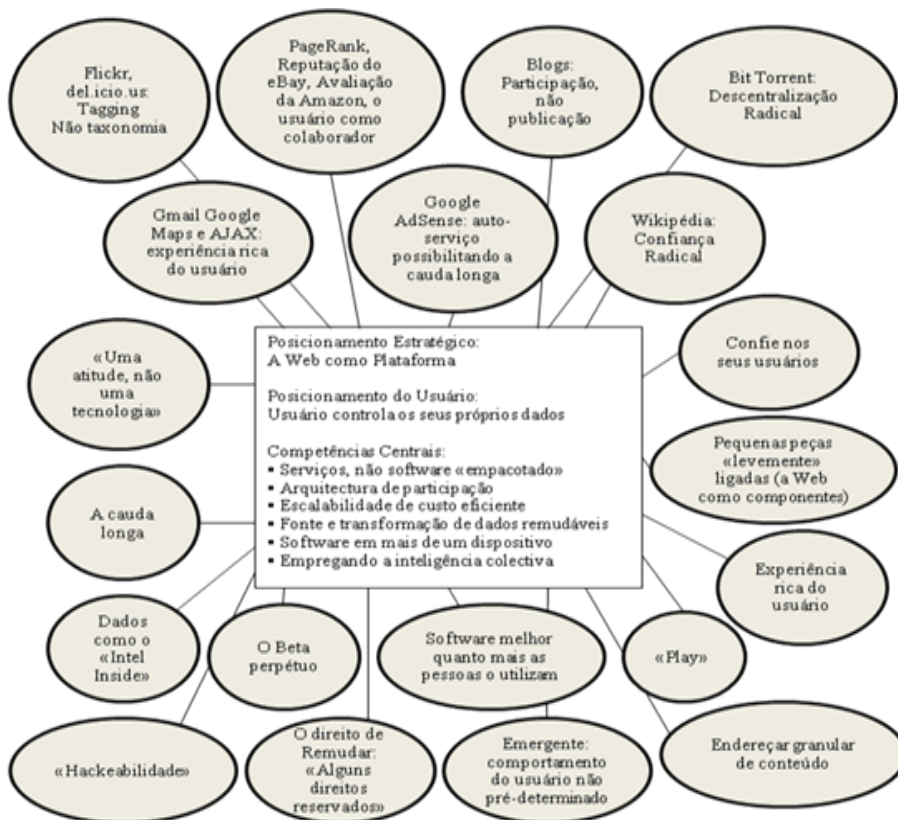 Flickr,
del.icio.us:
Tagging
Não taxonomia
PageRank,
Reputação do
eBay, Avaliação
da Amazon, o
usuário como
colaborador
Blogs:
Participação,
não
publicação
Bit Torrent:
Descentralização
Radical
Gmail Google
Maps e AJAX:
experiência rica
do usuário
Google
AdSense: auto-
serviço
possibilitando a
cauda longa
Wikipédia:
Confiança
Radical
«Uma
atitude, não
uma
tecnologia»
Posicionamento Estratégico:
A Web como Plataforma
Posicionamento do Usuário:
Usuário controla os seus próprios dados
Competências Centrais:
▪ Serviços, não software «empacotado»
▪ Arquitectura de participação
▪ Escalabilidade de custo eficiente
▪ Fonte e transformação de dados remudáveis
▪ Software em mais de um dispositivo
▪ Empregando a inteligência colectiva
Confie nos
seus usuários
Pequenas peças
«levemente»
ligadas (a Web
como componentes)
A cauda
longa
Experiência
rica do
usuário
Dados
como o
«Intel
Inside»
O Beta
perpétuo
Software melhor
quanto mais as
pessoas o utilizam
«Play»
«Hackeabilidade»
O direito de
Remudar:
«Alguns
direitos
reservados»
Emergente:
comportamento
do usuário não
pré-determinado
Endereçar granular
de conteúdo